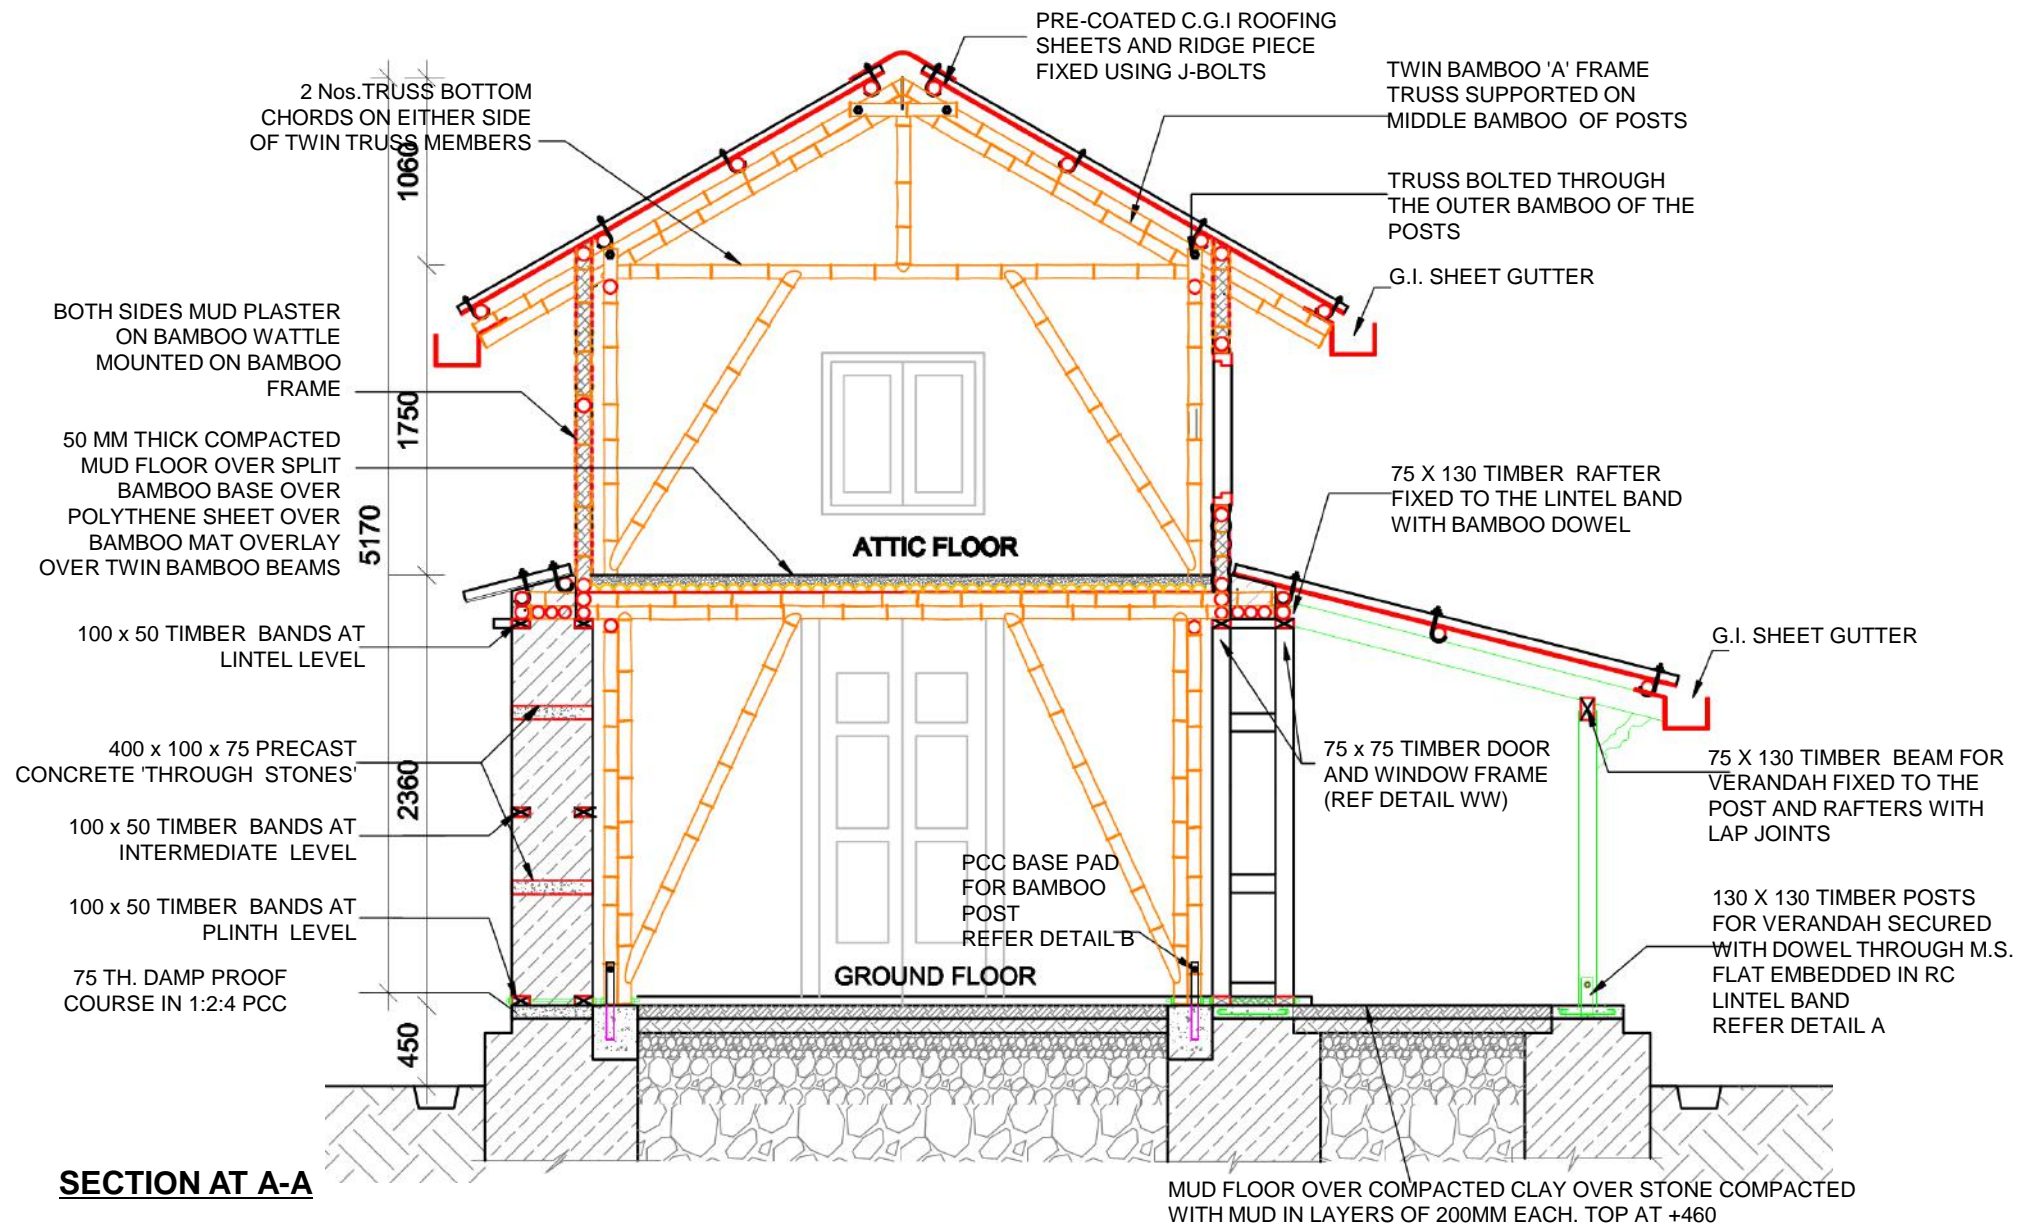 PRE-COATED C.G.I ROOFING
SHEETS AND RIDGE PIECE
FIXED USING J-BOLTS
2 Nos.TRUSS BOTTOM
CHORDS ON EITHER SIDE
OF TWIN TRUSS MEMBERS
TWIN BAMBOO 'A' FRAME
TRUSS SUPPORTED ON
MIDDLE BAMBOO OF POSTS
TRUSS BOLTED THROUGH
THE OUTER BAMBOO OF THE
POSTS
G.I. SHEET GUTTER
1060
BOTH SIDES MUD PLASTER
ON BAMBOO WATTLE
MOUNTED ON BAMBOO
FRAME
1750
50 MM THICK COMPACTED
MUD FLOOR OVER SPLIT
BAMBOO BASE OVER
POLYTHENE SHEET OVER
BAMBOO MAT OVERLAY
OVER TWIN BAMBOO BEAMS
5170
75 X 130 TIMBER RAFTER
FIXED TO THE LINTEL BAND
WITH BAMBOO DOWEL
ATTIC FLOOR
100 x 50 TIMBER BANDS AT
LINTEL LEVEL
G.I. SHEET GUTTER
400 x 100 x 75 PRECAST
CONCRETE 'THROUGH STONES'
2360
75 x 75 TIMBER DOOR
AND WINDOW FRAME
(REF DETAIL WW)
75 X 130 TIMBER BEAM FOR
VERANDAH FIXED TO THE
POST AND RAFTERS WITH
LAP JOINTS
100 x 50 TIMBER BANDS AT
INTERMEDIATE LEVEL
PCC BASE PAD
FOR BAMBOO
POST
REFER DETAIL B
100 x 50 TIMBER BANDS AT
PLINTH LEVEL
130 X 130 TIMBER POSTS
FOR VERANDAH SECURED
WITH DOWEL THROUGH M.S.
FLAT EMBEDDED IN RC
LINTEL BAND
REFER DETAIL A
GROUND FLOOR
75 TH. DAMP PROOF
COURSE IN 1:2:4 PCC
450
SECTION AT A-A
MUD FLOOR OVER COMPACTED CLAY OVER STONE COMPACTED
WITH MUD IN LAYERS OF 200MM EACH. TOP AT +460